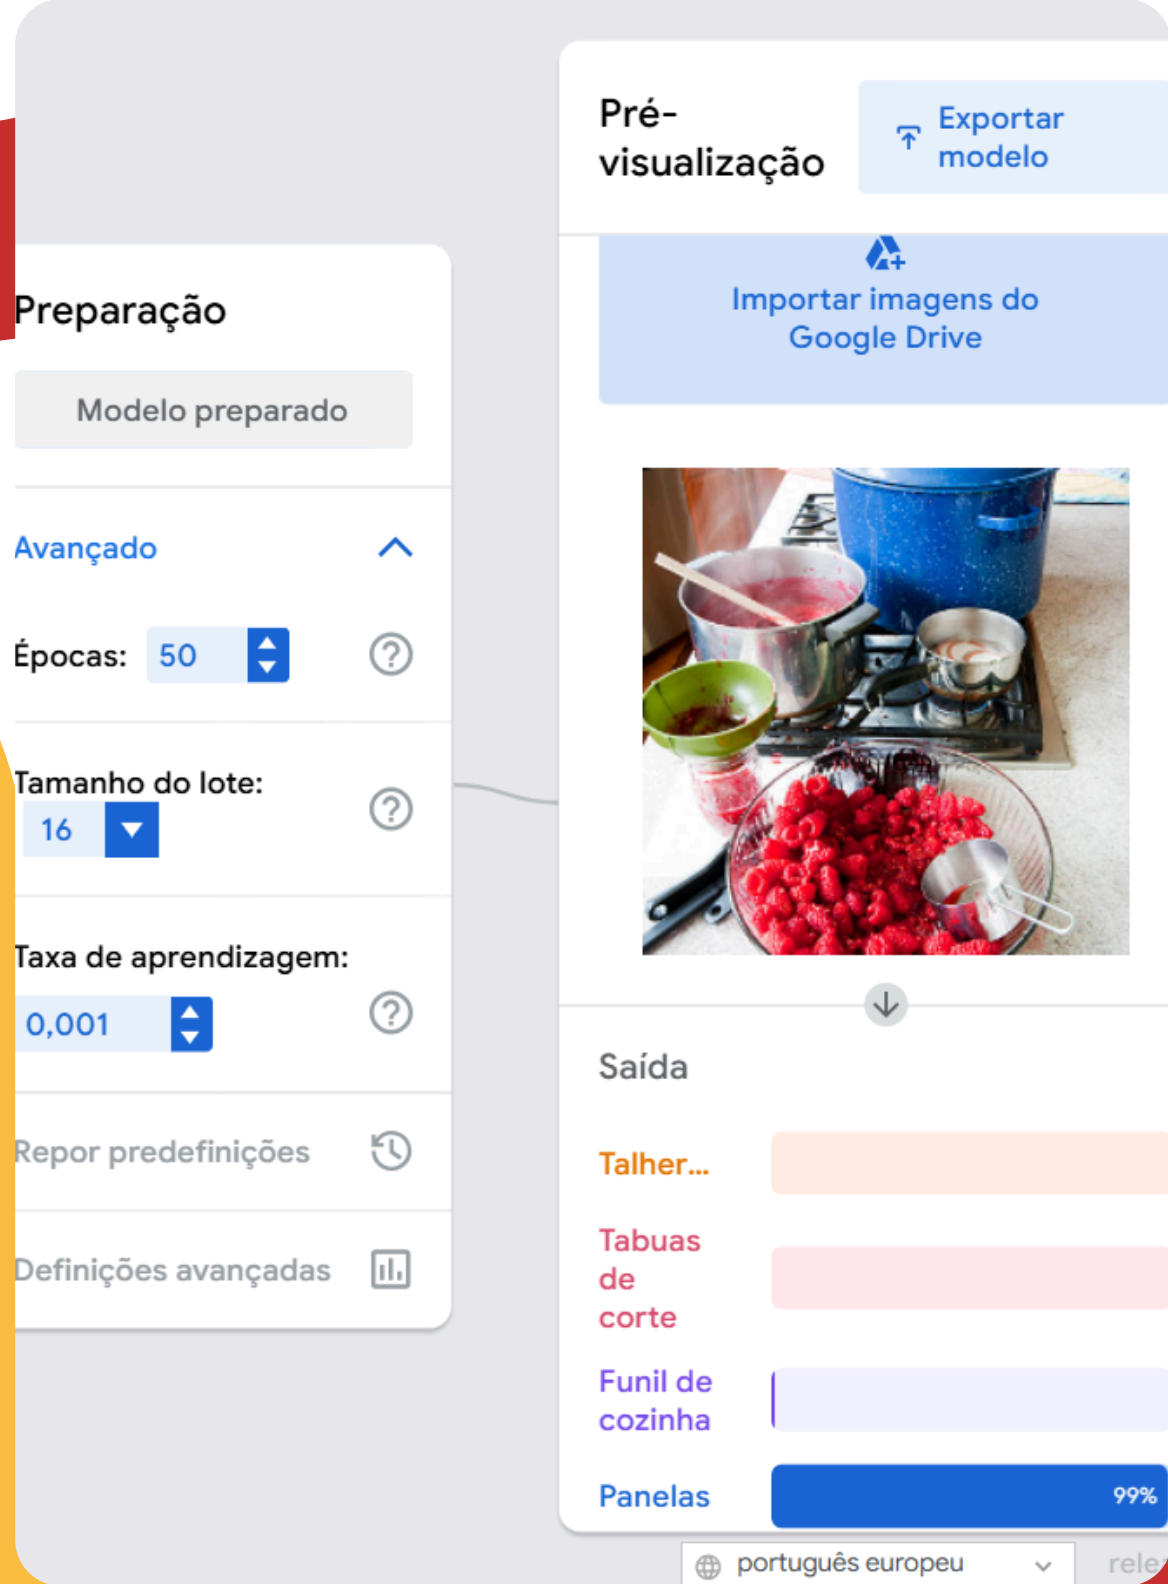 Pré-
visualização
Exportar
modelo
Importar imagens do
Google Drive
Preparação
Modelo preparado
Avançado
Épocas: 50
Tamanho do lote:
16
Taxa de aprendizagem:
0,001
Repor predefinições
Definições avançadas
Saída
Talher...
Tabuas
de
corte
Funil de
cozinha
Panelas 99%
português europeu